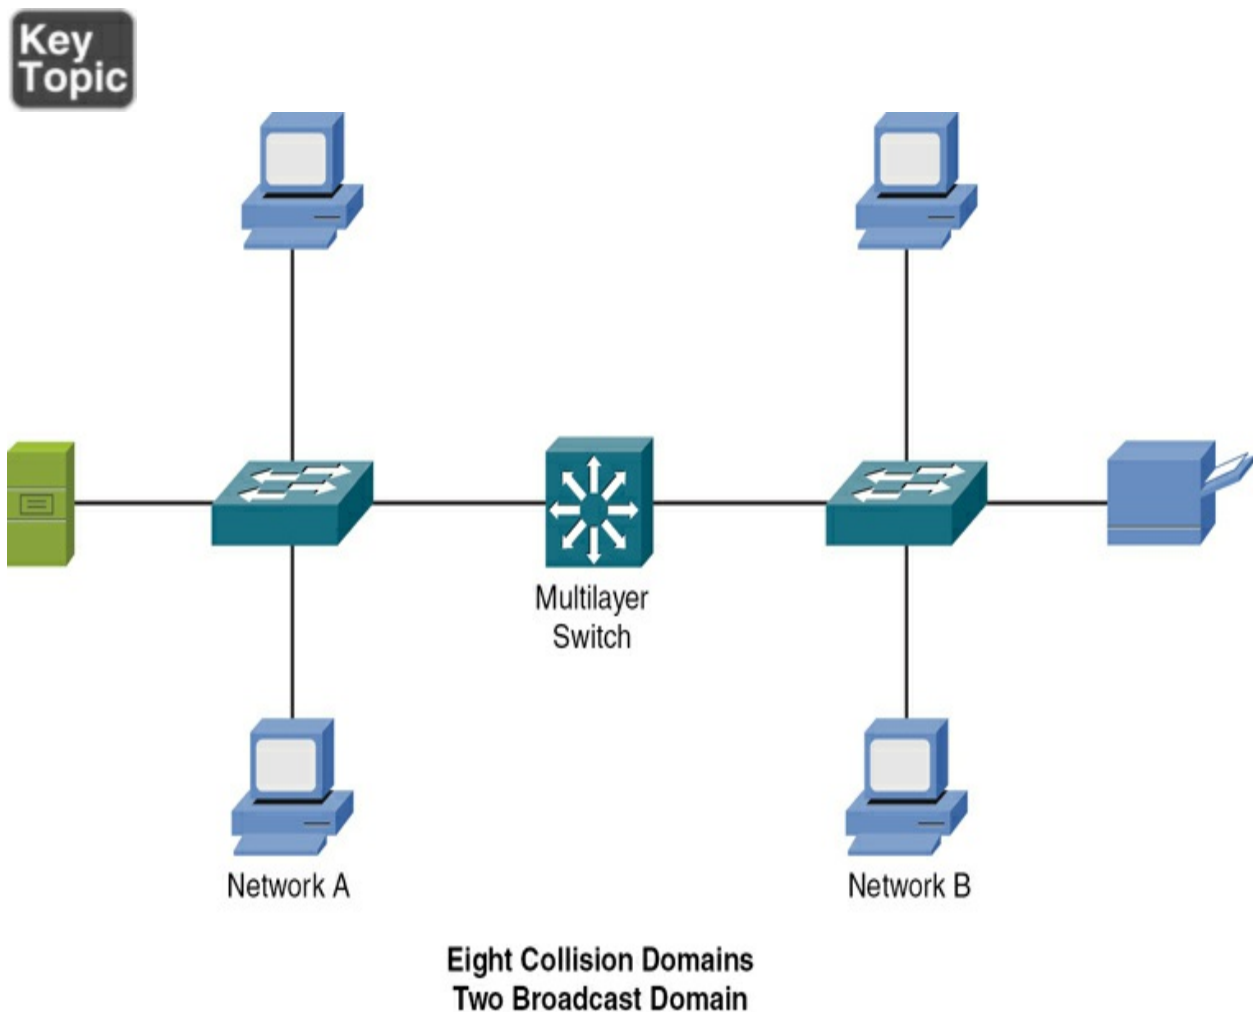 Key
Topic
Multilayer
Switch
Network A
Network B
Eight Collision Domains
Two Broadcast Domain